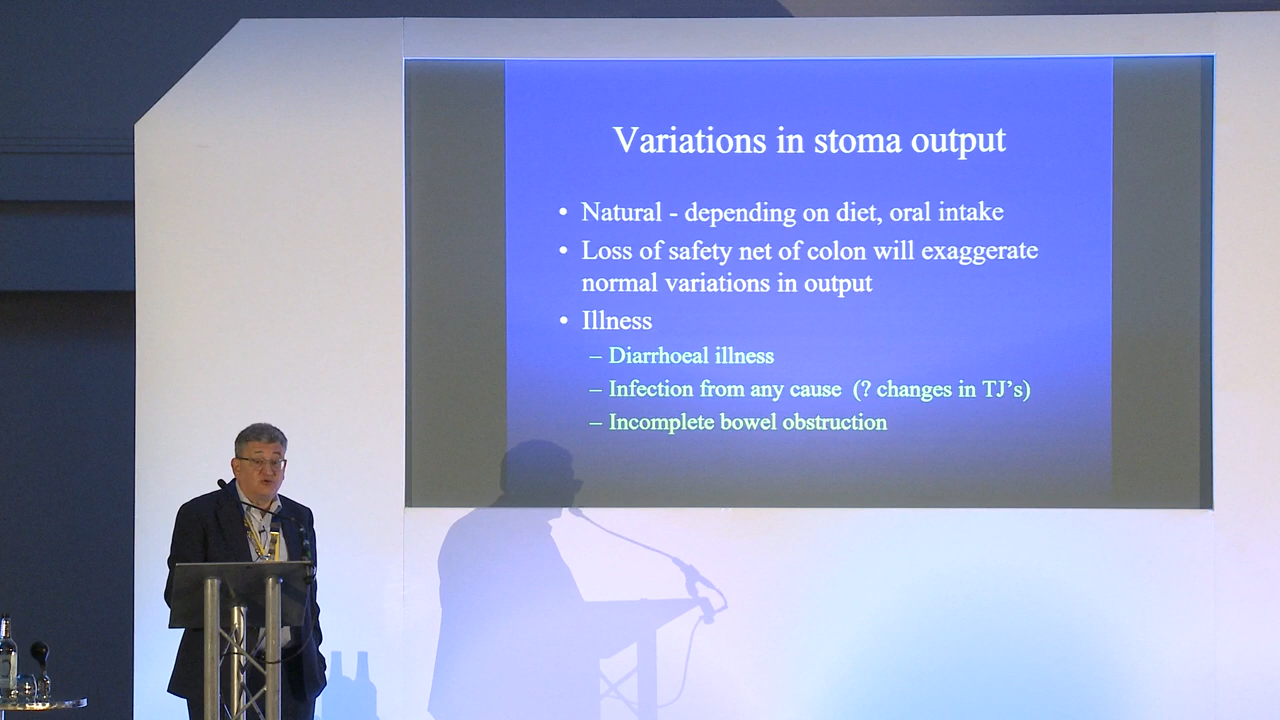 Variations in stoma output
• Natural - depending on diet, oral intake
• Loss of safety net of colon will exaggerate
normal variations in output
• Illness
– Diarrhoeal illness
– Infection from any cause (? changes in TJ's)
– Incomplete bowel obstruction